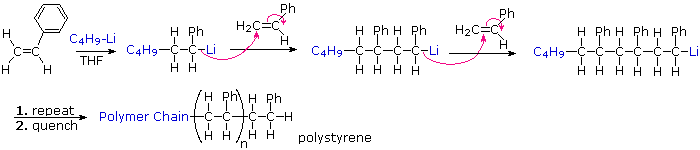 H H H
C4H9-Li
THF
C4H9 H Ph C C Li H H
H2C Ph H
C4H9 H Ph H Ph C C C C Li H H H H
H2C Ph H
C4H9 H Ph H Ph H Ph C C C C C C Li H H H H H H
1. repeat
2. quench
Polymer Chain H Ph C C H H n H Ph C C H H H
polystyrene